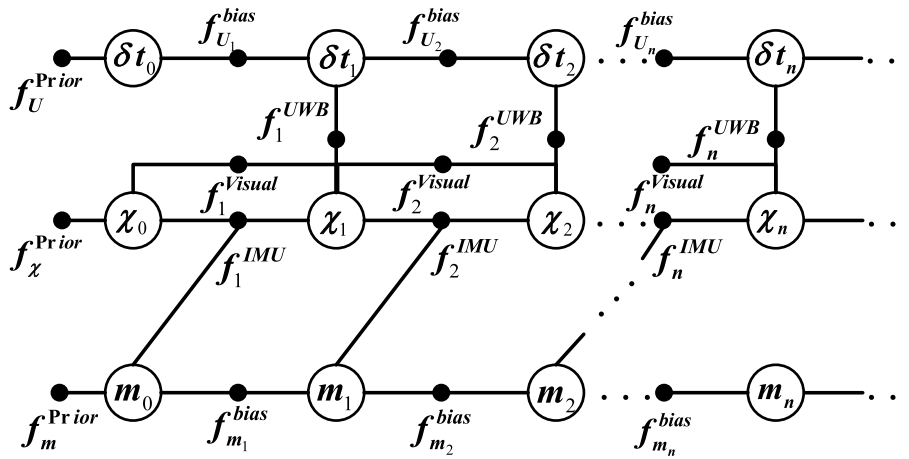 f_{U_1}^{bias} f_{U_2}^{bias} f_{U_n}^{bias}
δt_0 δt_1 δt_2 . . . δt_n . .
f_U^{Prior}
f_1^{UWB} f_2^{UWB} f_n^{UWB}
f_1^{Visual} f_2^{Visual} f_n^{Visual}
χ_0 χ_1 χ_2 . . . χ_n . .
f_χ^{Prior} f_1^{IMU} f_2^{IMU} f_n^{IMU}
m_0 m_1 m_2 . . . m_n . .
f_m^{Prior} f_{m_1}^{bias} f_{m_2}^{bias} f_{m_n}^{bias}